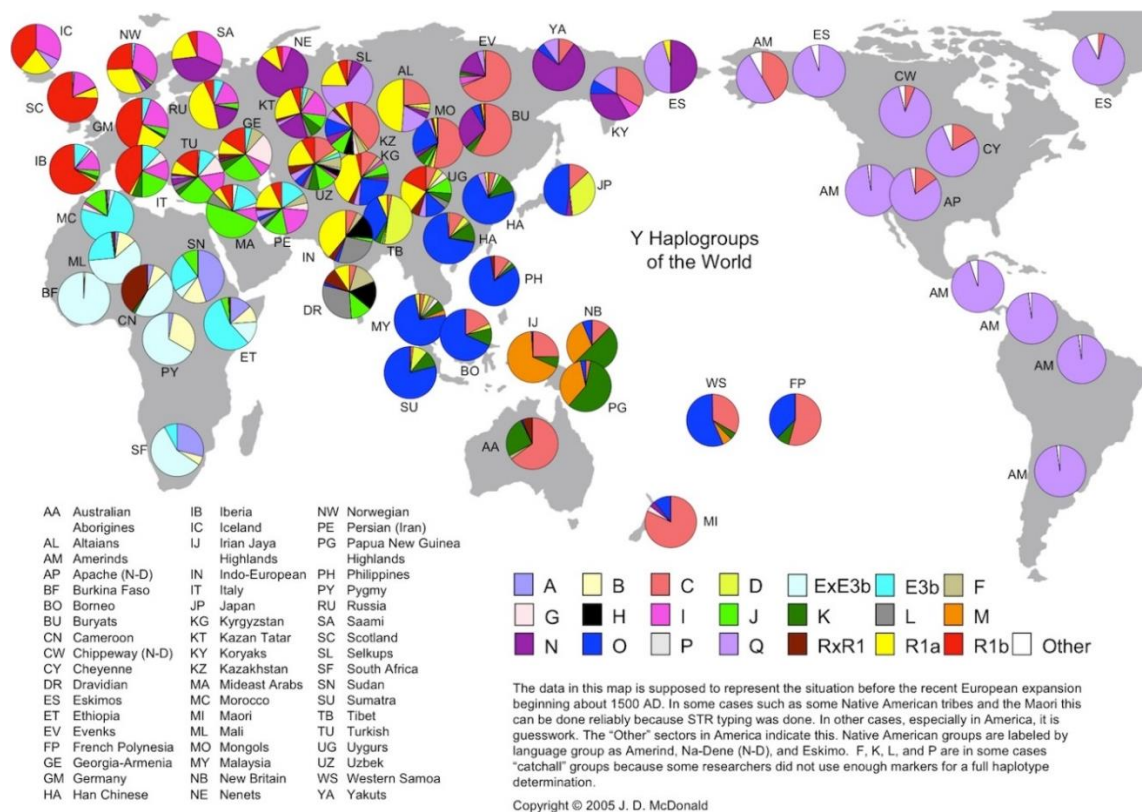 IC
NW
SA
NE
SL
EV
YA
AM
ES
SC
RU
KT
AL
CW
ES
GM
GE
MO
BU
KY
ES
IB
TU
KZ
KG
CY
IT
UZ
UG
JP
AM
AP
MC
MA
PE
HA
ML
SN
IN
TB
HA
Y Haplogroups
of the World
BF
CN
DR
PH
AM
ET
MY
IJ
NB
AM
PY
BO
AM
SU
PG
WS
FP
SF
AA
AM
MI
AA Australian
Aborigines
AL Altaians
AM Amerinds
AP Apache (N-D)
BF Burkina Faso
BO Borneo
BU Buryats
CN Cameroon
CW Chippeway (N-D)
CY Cheyenne
DR Dravidian
ES Eskimos
ET Ethiopia
EV Evenks
FP French Polynesia
GE Georgia-Armenia
GM Germany
HA Han Chinese
IB Iberia
IC Iceland
IJ Irian Jaya
Highlands
IN Indo-European
IT Italy
JP Japan
KG Kyrgyzstan
KT Kazan Tatar
KY Koryaks
KZ Kazakhstan
MA Mideast Arabs
MC Morocco
MI Maori
ML Mali
MO Mongols
MY Malaysia
NB New Britain
NE Nenets
NW Norwegian
PE Persian (Iran)
PG Papua New Guinea
Highlands
PH Philippines
PY Pygmy
RU Russia
SA Saami
SC Scotland
SL Selkups
SF South Africa
SN Sudan
SU Sumatra
TB Tibet
TU Turkish
UG Uygurs
UZ Uzbek
WS Western Samoa
YA Yakuts
A B C D ExE3b E3b F
G H I J K L M
N O P Q RxR1 R1a R1b Other
The data in this map is supposed to represent the situation before the recent European expansion
beginning about 1500 AD. In some cases such as some Native American tribes and the Maori this
can be done reliably because STR typing was done. In other cases, especially in America, it is
guesswork. The “Other” sectors in America indicate this. Native American groups are labeled by
language group as Amerind, Na-Dene (N-D), and Eskimo. F, K, L, and P are in some cases
“catchall” groups because some researchers did not use enough markers for a full haplotype
determination.
Copyright © 2005 J. D. McDonald